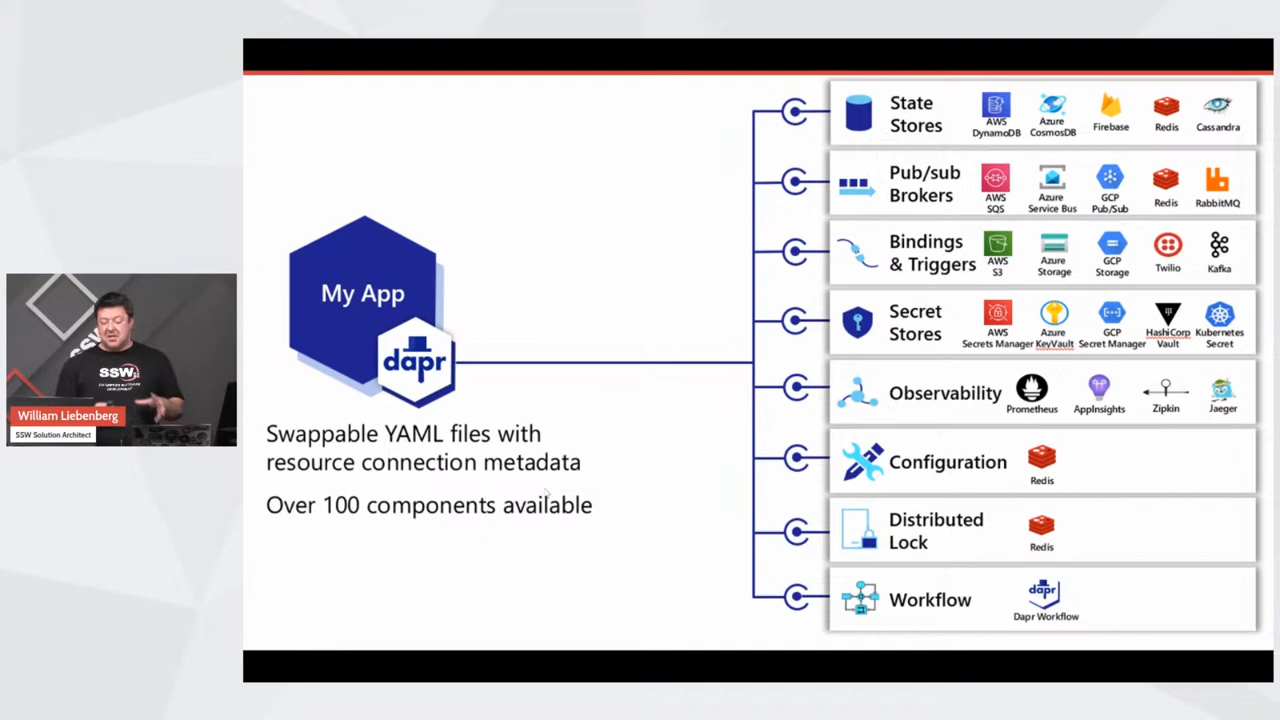 My App
dapr
Swappable YAML files with
resource connection metadata
Over 100 components available
State
Stores
AWS
DynamoDB
Azure
CosmosDB
Firebase
Redis
Cassandra
Pub/sub
Brokers
AWS
SQS
Azure
Service Bus
GCP
Pub/Sub
Redis
RabbitMQ
Bindings
& Triggers
AWS
S3
Azure
Storage
GCP
Storage
Twilio
Kafka
Secret
Stores
AWS
Secrets Manager
Azure
KeyVault
GCP
Secret Manager
HashiCorp
Vault
Kubernetes
Secret
Observability
Prometheus
AppInsights
Zipkin
Jaeger
Configuration
Redis
Distributed
Lock
Redis
Workflow
dapr
Dapr Workflow
SSW
William Liebenberg
SSW Solution Architect